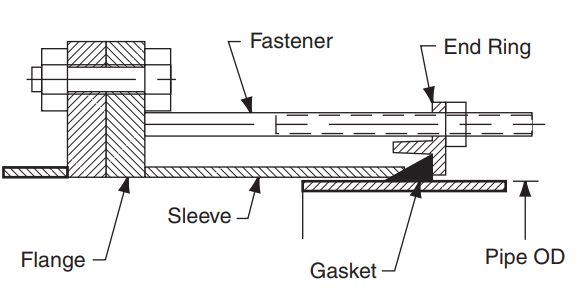 Fastener
End Ring
Sleeve
Flange
Gasket
Pipe OD